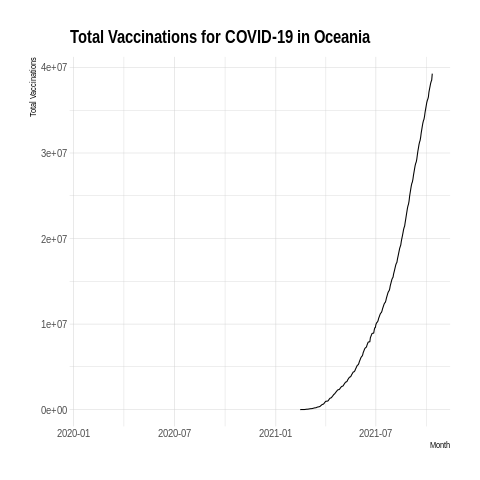 Total Vaccinations for COVID-19 in Oceania
Total Vaccinations
4e+07
3e+07
2e+07
1e+07
0e+00
2020-01
2020-07
2021-01
2021-07
Month